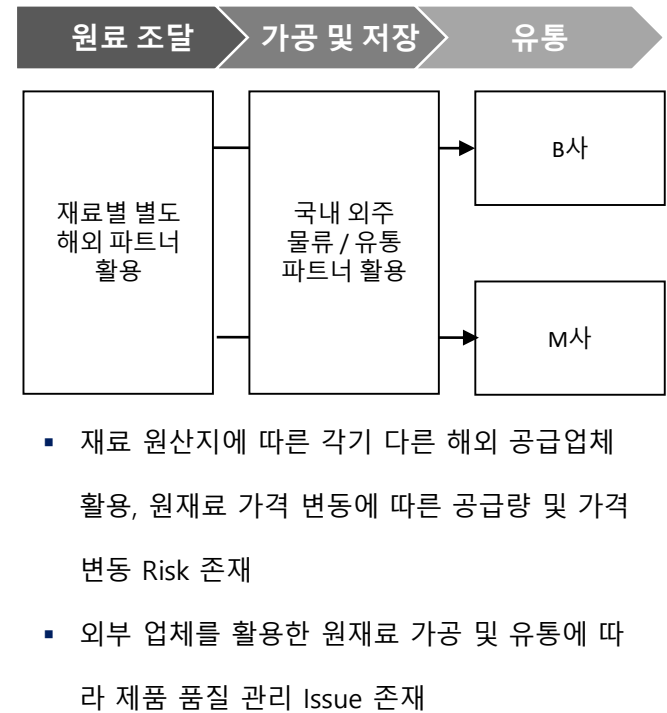 원료 조달
가공 및 저장
유통
재료별 별도
해외 파트너
활용
국내 외주
물류 / 유통
파트너 활용
B사
M사
▪ 재료 원산지에 따른 각기 다른 해외 공급업체
활용, 원재료 가격 변동에 따른 공급량 및 가격
변동 Risk 존재
▪ 외부 업체를 활용한 원재료 가공 및 유통에 따
라 제품 품질 관리 Issue 존재